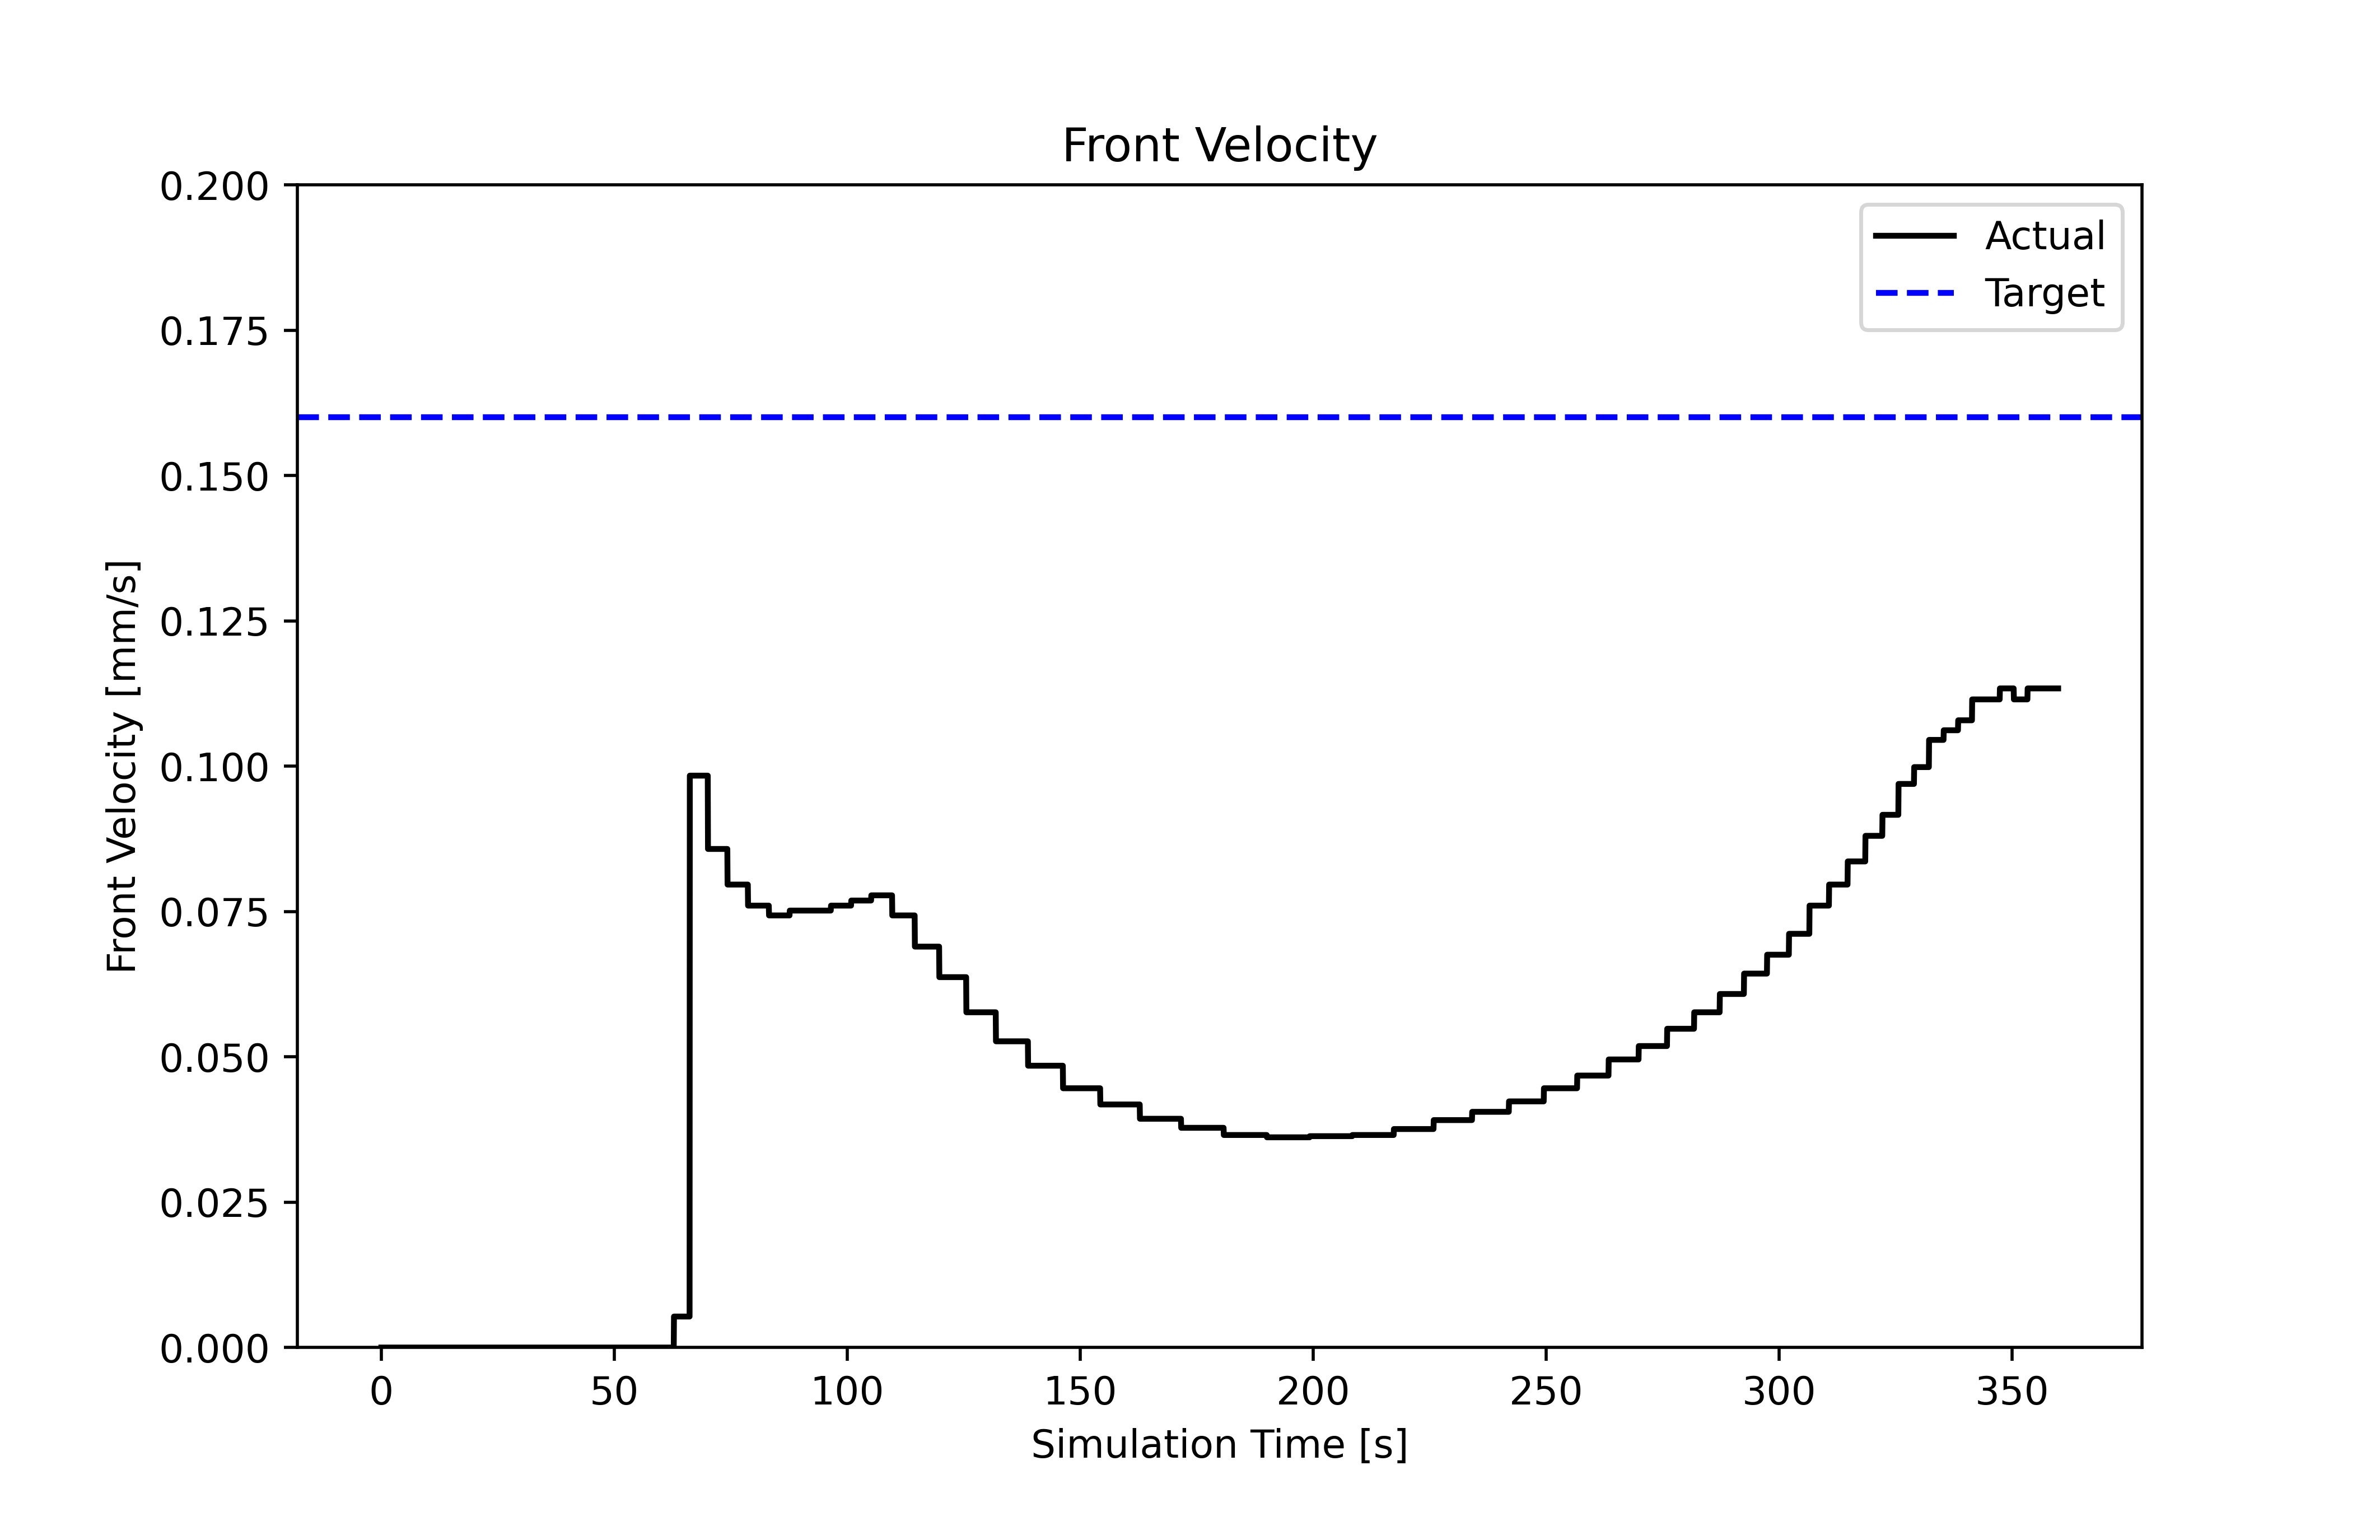 Front Velocity
0.200
0.175
0.150
0.125
0.100
0.075
0.050
0.025
0.000
Front Velocity [mm/s]
Actual
Target
0 50 100 150 200 250 300 350
Simulation Time [s]